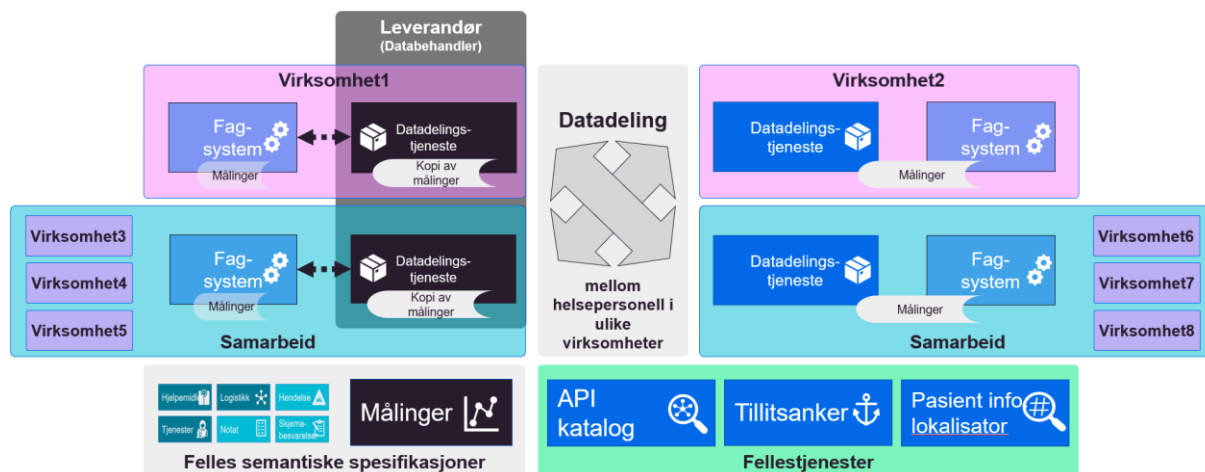 Leverandør
(Databehandler)
Virksomhet1
Fag-
system
Målinger
Datadelings-
tjeneste
Kopi av
målinger
Datadeling
mellom
helsepersonell i
ulike
virksomheter
Virksomhet2
Datadelings-
tjeneste
Fag-
system
Målinger
Virksomhet3
Virksomhet4
Virksomhet5
Fag-
system
Målinger
Datadelings-
tjeneste
Kopi av
målinger
Samarbeid
Datadelings-
tjeneste
Fag-
system
Målinger
Virksomhet6
Virksomhet7
Virksomhet8
Samarbeid
Hjelpemidle
Logistikk
Hendelse
Tjenester
Notat
Skjema-
besvarelser
Målinger
Felles semantiske spesifikasjoner
API
katalog
Tillitsanker
Pasient info
lokalisator
Fellestjenester